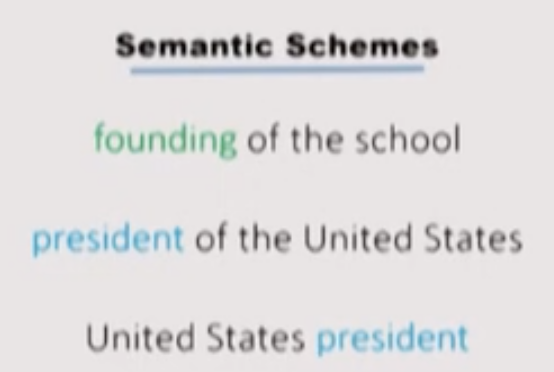 Semantic Schemes
founding of the school
president of the United States
United States president